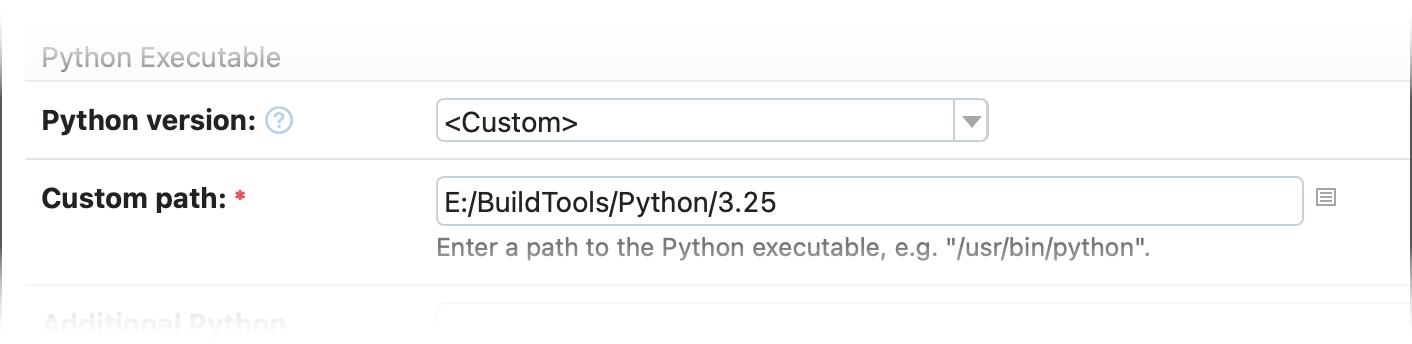 Python Executable
Python version: ?
<Custom>
Custom path: *
E:/BuildTools/Python/3.25
Enter a path to the Python executable, e.g. "/usr/bin/python".
Additional Python